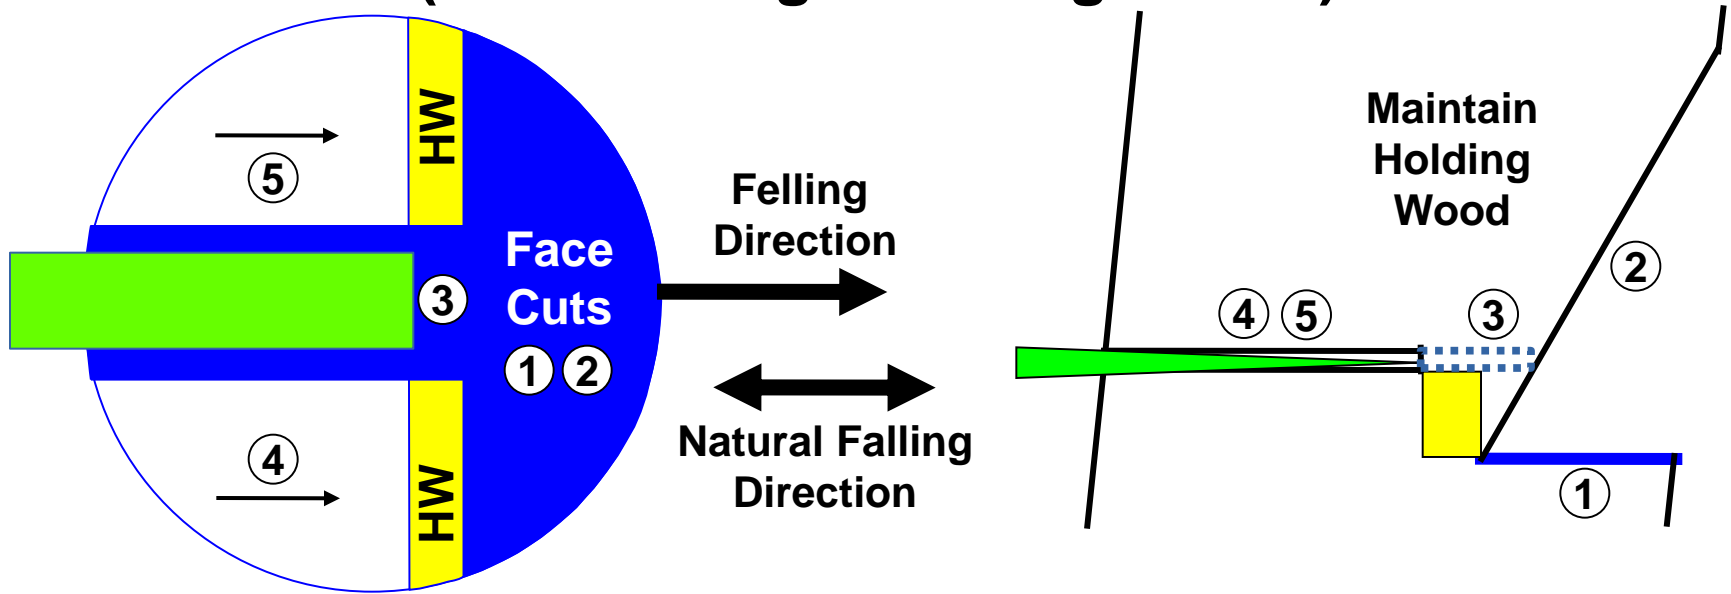 HW
⑤
Face
Cuts
① ②
③
④
HW
Felling
Direction
Natural Falling
Direction
Maintain
Holding
Wood
②
④ ⑤
③
①